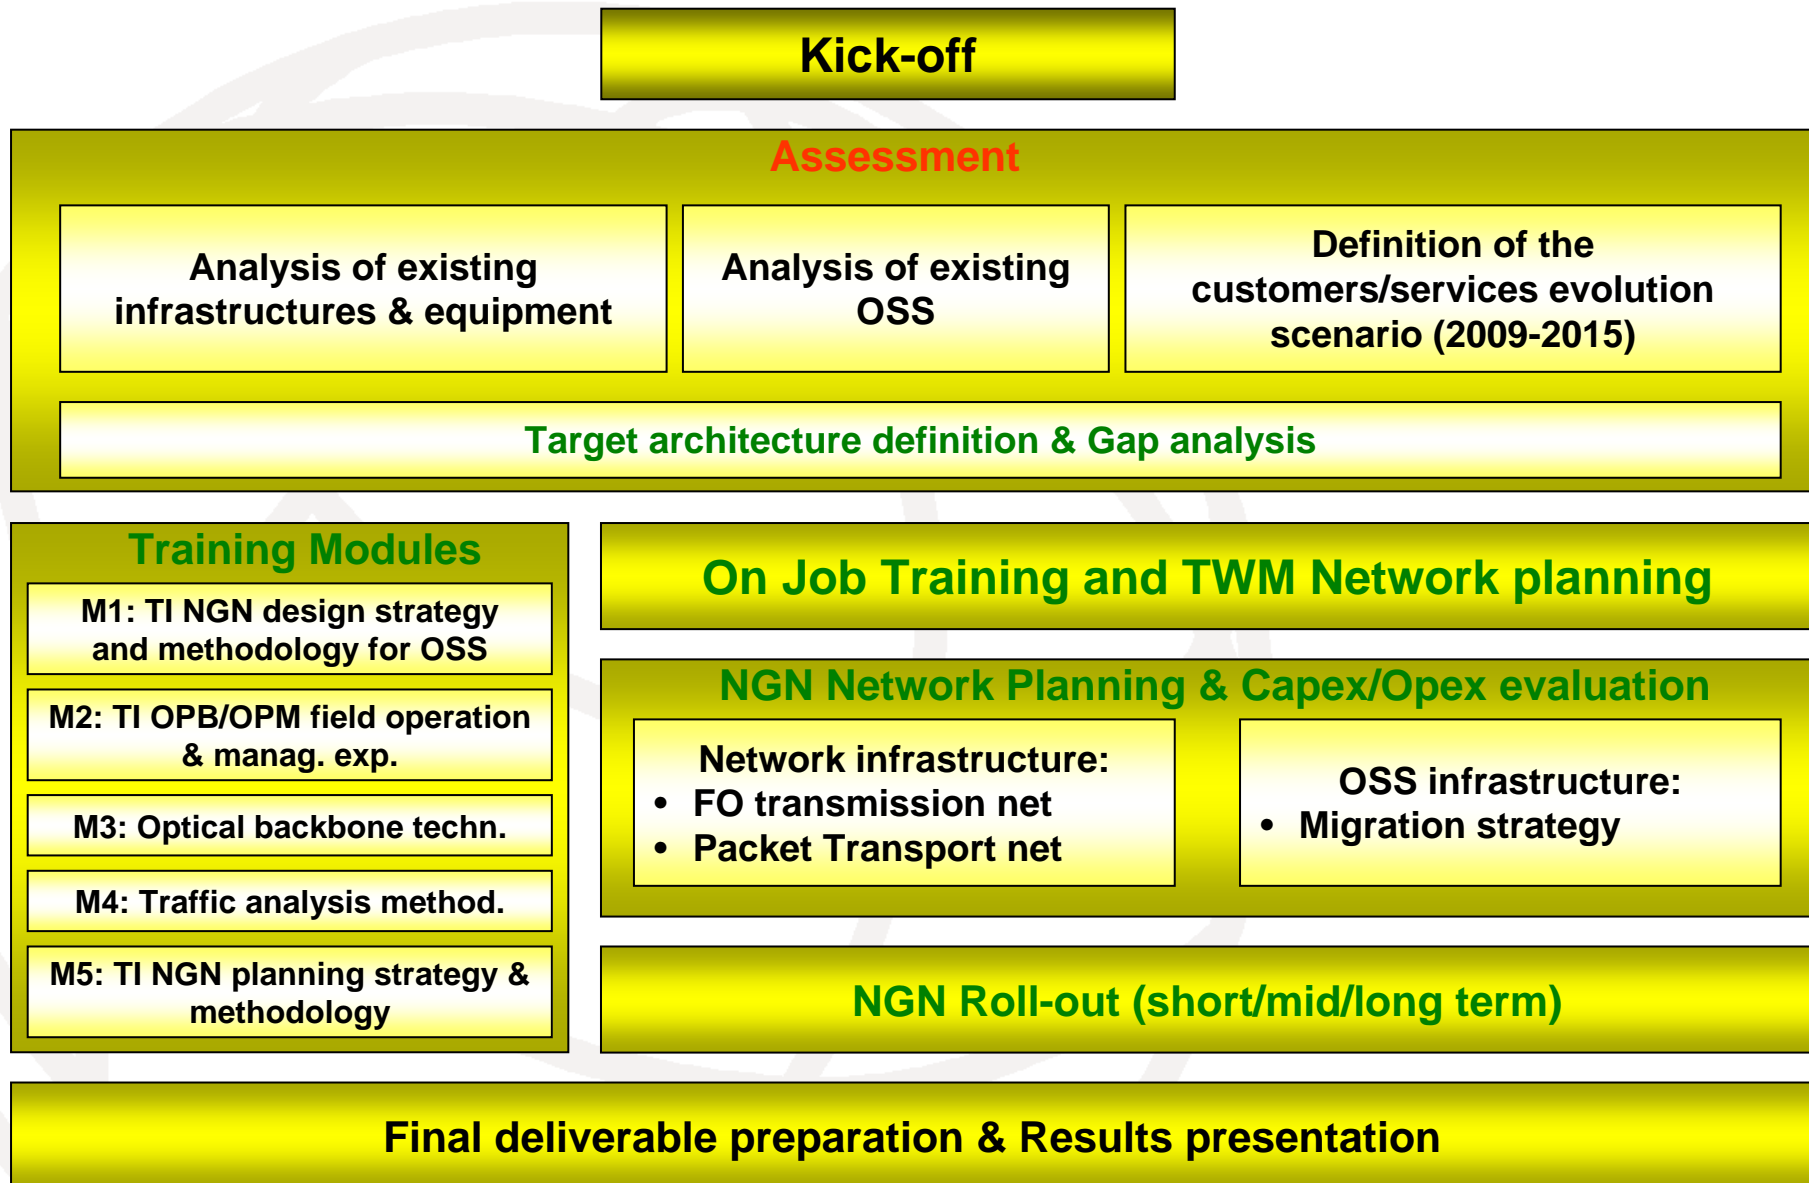 Kick-off
Assessment
Analysis of existing
infrastructures & equipment
Analysis of existing
OSS
Definition of the
customers/services evolution
scenario (2009-2015)
Target architecture definition & Gap analysis
Training Modules
M1: TI NGN design strategy
and methodology for OSS
M2: TI OPB/OPM field operation
& manag. exp.
M3: Optical backbone techn.
M4: Traffic analysis method.
M5: TI NGN planning strategy &
methodology
On Job Training and TWM Network planning
NGN Network Planning & Capex/Opex evaluation
Network infrastructure:
• FO transmission net
• Packet Transport net
OSS infrastructure:
• Migration strategy
NGN Roll-out (short/mid/long term)
Final deliverable preparation & Results presentation